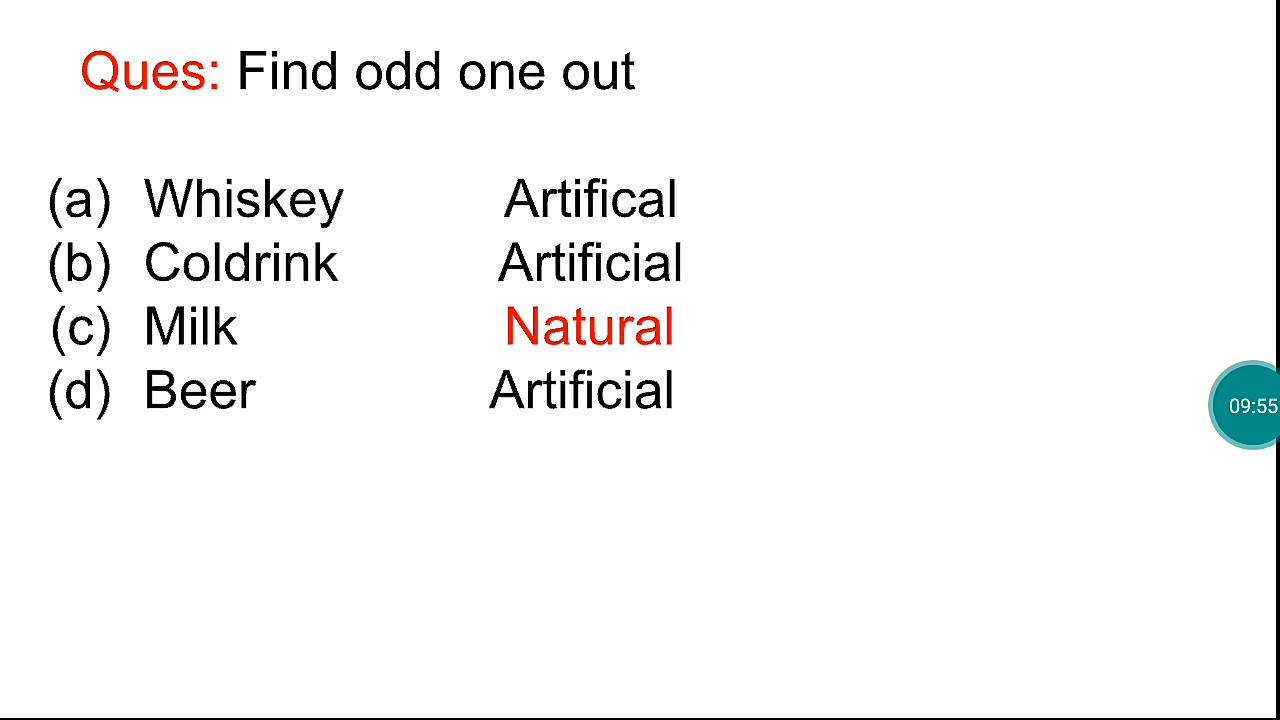 Ques: Find odd one out
(a) Whiskey Artifical
(b) Coldrink Artificial
(c) Milk Natural
(d) Beer Artificial
09:55